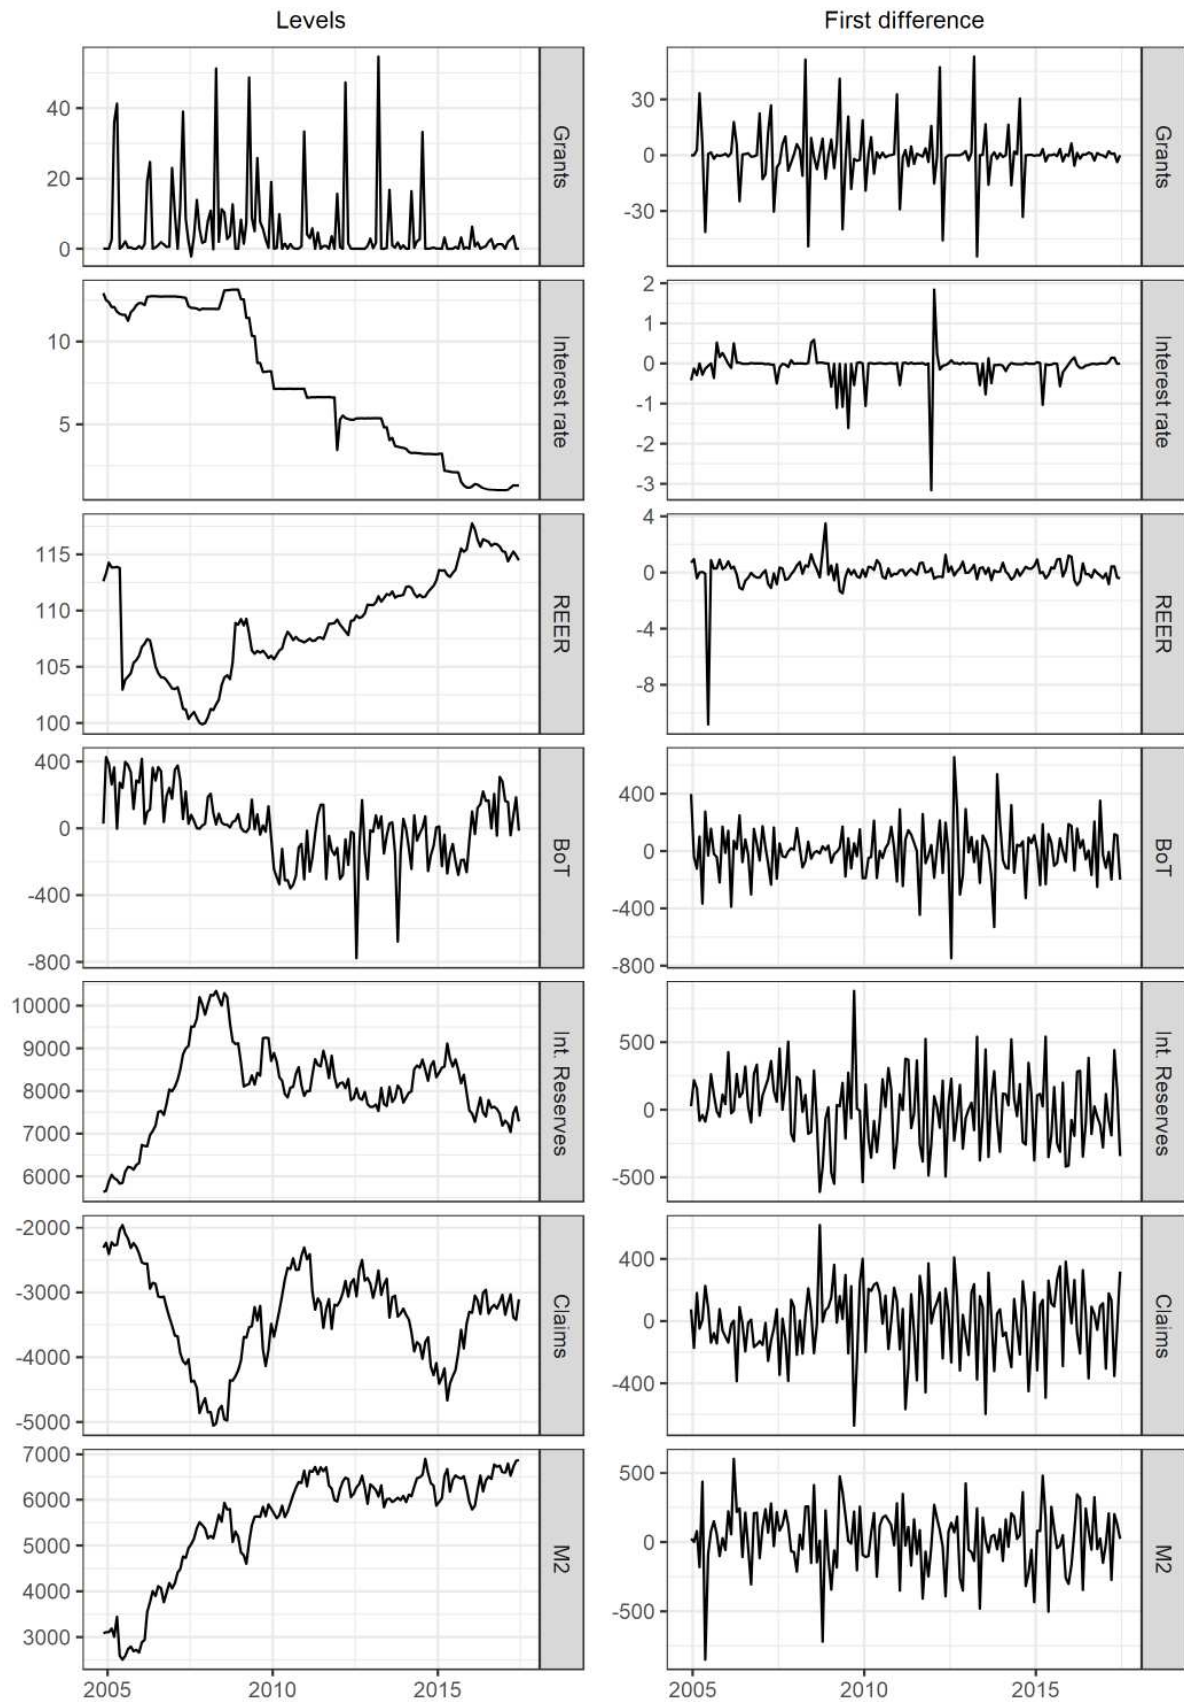 Levels
First difference
40
20
0
Grants
30
0
-30
Grants
10
5
Interest rate
2
1
0
-1
-2
-3
Interest rate
115
110
105
100
REER
4
0
-4
-8
REER
400
0
-400
-800
BoT
400
0
-400
-800
BoT
10000
9000
8000
7000
6000
Int. Reserves
500
0
-500
Int. Reserves
-2000
-3000
-4000
-5000
Claims
400
0
-400
Claims
7000
6000
5000
4000
3000
M2
500
0
-500
M2
2005 2010 2015
2005 2010 2015